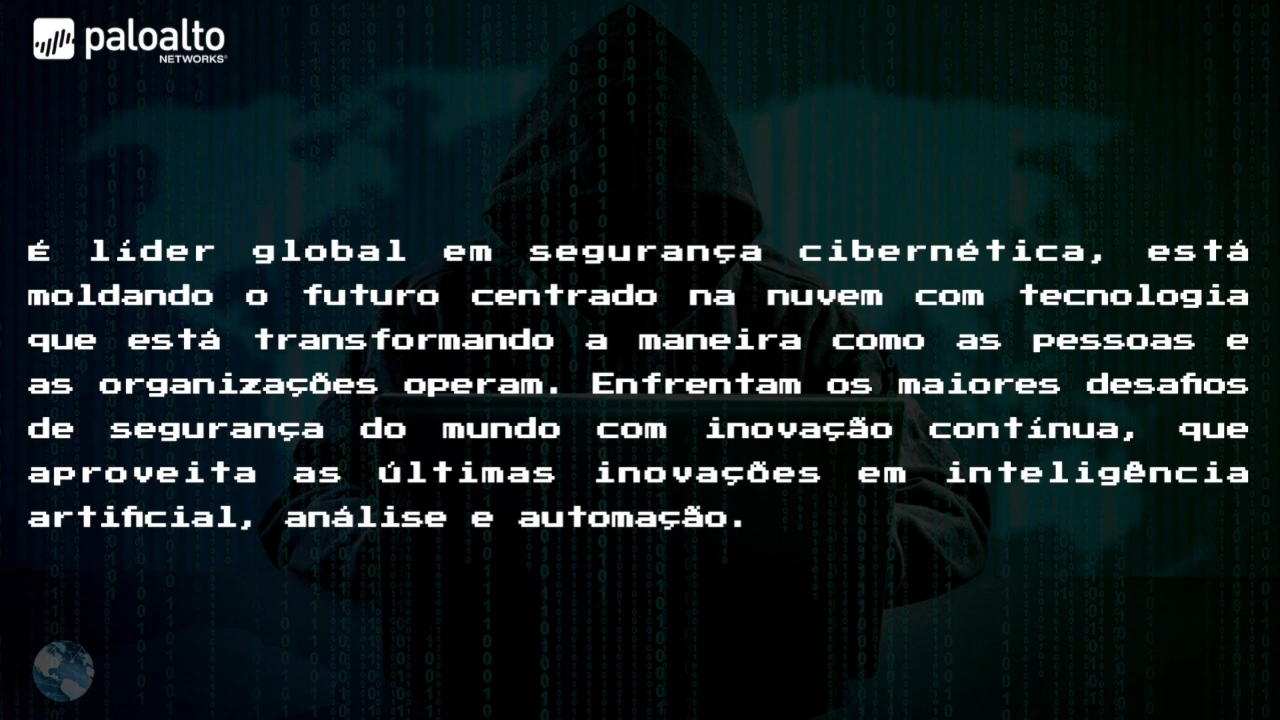 paloalto
NETWORKS®
É líder global em segurança cibernética, está
moldando o futuro centrado na nuvem com tecnologia
que está transformando a maneira como as pessoas e
as organizações operam. Enfrentam os maiores desafios
de segurança do mundo com inovação contínua, que
aproveita as últimas inovações em inteligência
artificial, análise e automação.